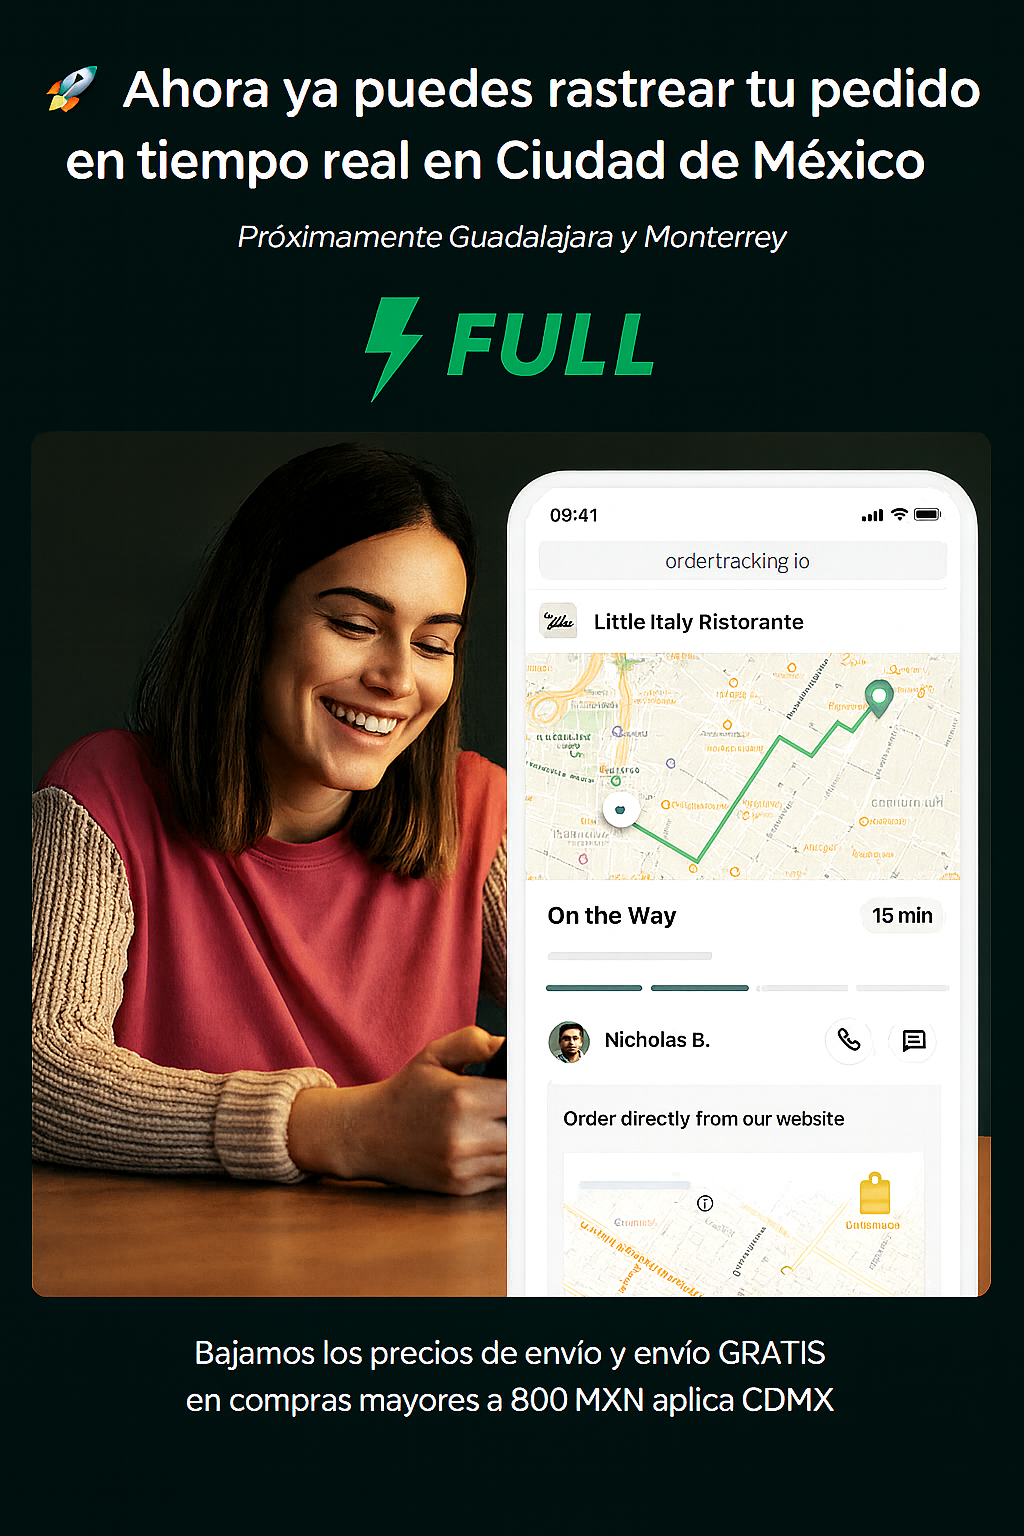 Ahora ya puedes rastrear tu pedido
en tiempo real en Ciudad de México
Próximamente Guadalajara y Monterrey
FULL
09:41
ordertracking io
Little Italy Ristorante
On the Way
15 min
Nicholas B.
Order directly from our website
Bajamos los precios de envío y envío GRATIS
en compras mayores a 800 MXN aplica CDMX